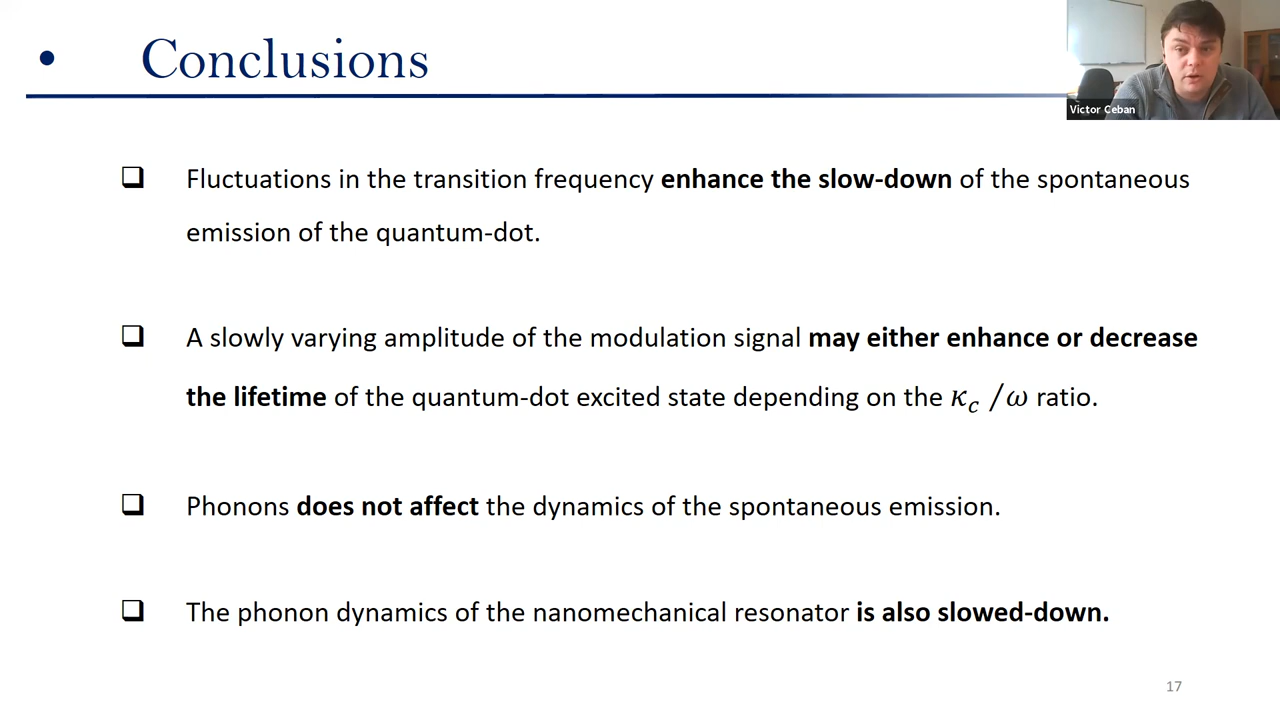 • Conclusions
Victor Ceban
❑ Fluctuations in the transition frequency enhance the slow-down of the spontaneous
emission of the quantum-dot.
❑ A slowly varying amplitude of the modulation signal may either enhance or decrease
the lifetime of the quantum-dot excited state depending on the κc /ω ratio.
❑ Phonons does not affect the dynamics of the spontaneous emission.
❑ The phonon dynamics of the nanomechanical resonator is also slowed-down.
17